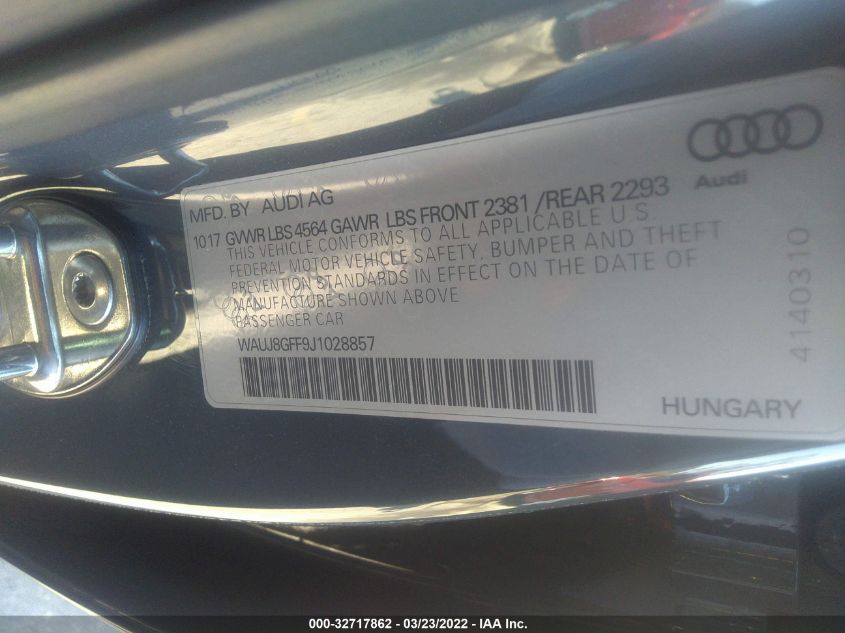 MFD. BY AUDI AG
10 17 GVWR LBS 4564 GAWR LBS FRONT 2381 /REAR 2293
THIS VEHICLE CONFORMS TO ALL APPLICABLE U.S.
FEDERAL MOTOR VEHICLE SAFETY, BUMPER AND THEFT
PREVENTION STANDARDS IN EFFECT ON THE DATE OF
MANUFACTURE SHOWN ABOVE
PASSENGER CAR
WAUJ8GFF9J1028857
Audi
4140310
HUNGARY
000-32717862 - 03/23/2022 - IAA Inc.